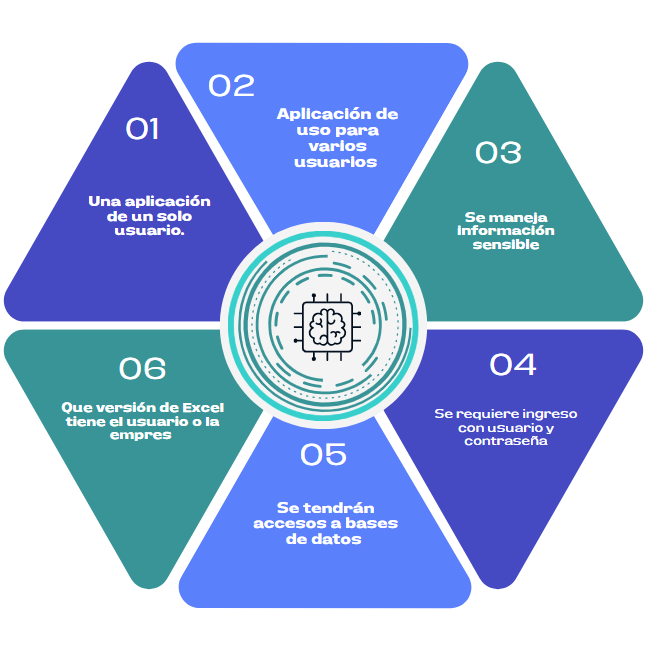 01
Una aplicación
de un solo
usuario.
02
Aplicación de
uso para
varios
usuarios
03
Se maneja
información
sensible
04
Se requiere ingreso
con usuario y
contraseña
05
Se tendrán
accesos a bases
de datos
06
Que versión de Excel
tiene el usuario o la
empres